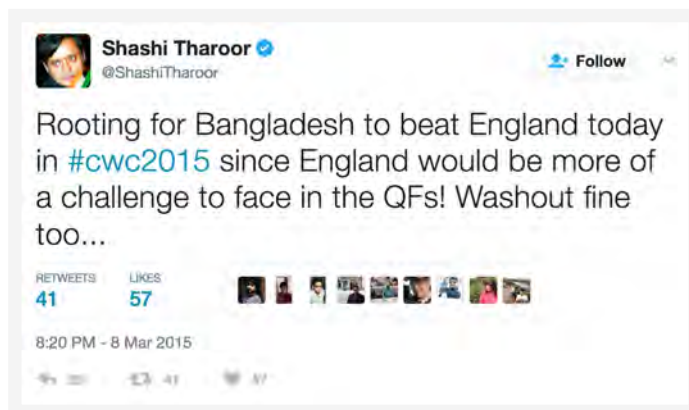 Shashi Tharoor
@ShashiTharoor
Follow
Rooting for Bangladesh to beat England today
in #cwc2015 since England would be more of
a challenge to face in the QFs! Washout fine
too...
RETWEETS LIKES
41 57
8:20 PM - 8 Mar 2015
41 57